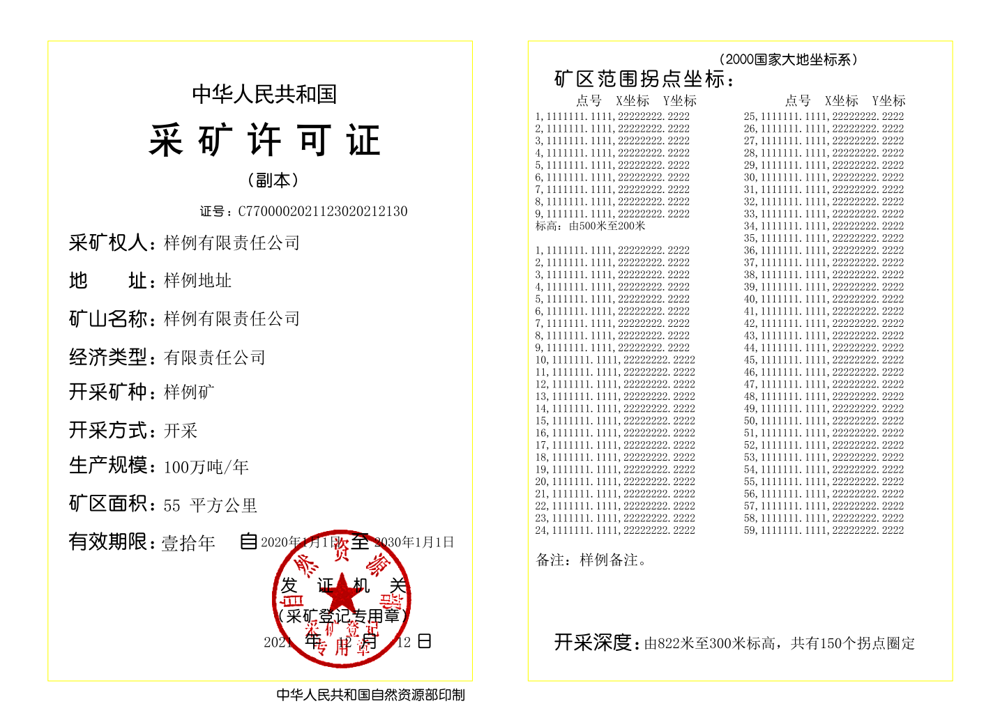 中华人民共和国
采矿许可证
（副本）
证号：C7700002021123020212130
采矿权人：样例有限责任公司
地 址：样例地址
矿山名称：样例有限责任公司
经济类型：有限责任公司
开采矿种：样例矿
开采方式：开采
生产规模：100万吨/年
矿区面积：55 平方公里
有效期限：壹拾年 自 2020年1月1日 至 2030年1月1日
自然资源部
发 证 机 关
（采矿登记专用章）
采矿登记
专用章
2021 年 12 月 12 日
中华人民共和国自然资源部印制
（2000国家大地坐标系）
矿区范围拐点坐标：
点号 X坐标 Y坐标
1,1111111.1111,22222222.2222
2,1111111.1111,22222222.2222
3,1111111.1111,22222222.2222
4,1111111.1111,22222222.2222
5,1111111.1111,22222222.2222
6,1111111.1111,22222222.2222
7,1111111.1111,22222222.2222
8,1111111.1111,22222222.2222
9,1111111.1111,22222222.2222
标高：由500米至200米
1,1111111.1111,22222222.2222
2,1111111.1111,22222222.2222
3,1111111.1111,22222222.2222
4,1111111.1111,22222222.2222
5,1111111.1111,22222222.2222
6,1111111.1111,22222222.2222
7,1111111.1111,22222222.2222
8,1111111.1111,22222222.2222
9,1111111.1111,22222222.2222
10,1111111.1111,22222222.2222
11,1111111.1111,22222222.2222
12,1111111.1111,22222222.2222
13,1111111.1111,22222222.2222
14,1111111.1111,22222222.2222
15,1111111.1111,22222222.2222
16,1111111.1111,22222222.2222
17,1111111.1111,22222222.2222
18,1111111.1111,22222222.2222
19,1111111.1111,22222222.2222
20,1111111.1111,22222222.2222
21,1111111.1111,22222222.2222
22,1111111.1111,22222222.2222
23,1111111.1111,22222222.2222
24,1111111.1111,22222222.2222
点号 X坐标 Y坐标
25,1111111.1111,22222222.2222
26,1111111.1111,22222222.2222
27,1111111.1111,22222222.2222
28,1111111.1111,22222222.2222
29,1111111.1111,22222222.2222
30,1111111.1111,22222222.2222
31,1111111.1111,22222222.2222
32,1111111.1111,22222222.2222
33,1111111.1111,22222222.2222
34,1111111.1111,22222222.2222
35,1111111.1111,22222222.2222
36,1111111.1111,22222222.2222
37,1111111.1111,22222222.2222
38,1111111.1111,22222222.2222
39,1111111.1111,22222222.2222
40,1111111.1111,22222222.2222
41,1111111.1111,22222222.2222
42,1111111.1111,22222222.2222
43,1111111.1111,22222222.2222
44,1111111.1111,22222222.2222
45,1111111.1111,22222222.2222
46,1111111.1111,22222222.2222
47,1111111.1111,22222222.2222
48,1111111.1111,22222222.2222
49,1111111.1111,22222222.2222
50,1111111.1111,22222222.2222
51,1111111.1111,22222222.2222
52,1111111.1111,22222222.2222
53,1111111.1111,22222222.2222
54,1111111.1111,22222222.2222
55,1111111.1111,22222222.2222
56,1111111.1111,22222222.2222
57,1111111.1111,22222222.2222
58,1111111.1111,22222222.2222
59,1111111.1111,22222222.2222
备注：样例备注。
开采深度：由822米至300米标高，共有150个拐点圈定